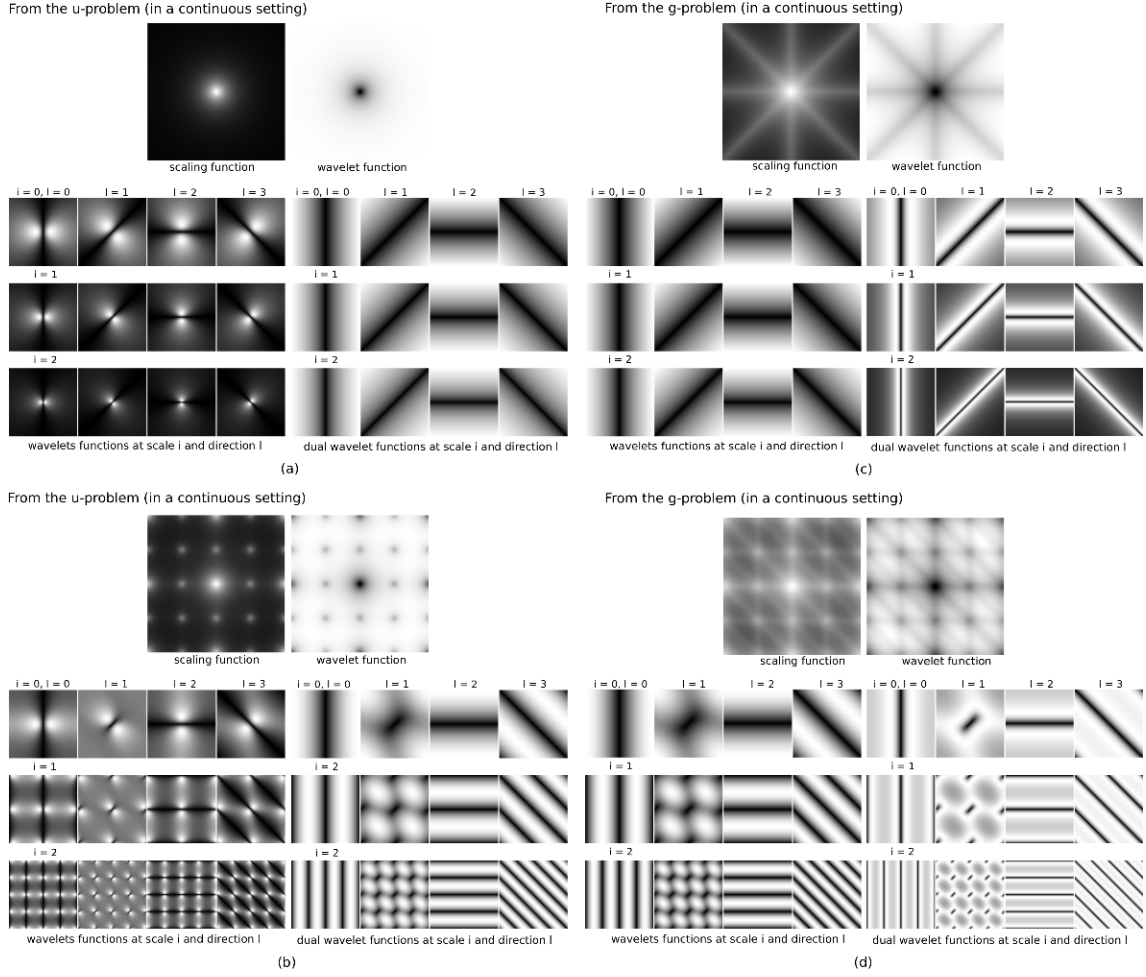 From the u-problem (in a continuous setting)
scaling function
wavelet function
i = 0, l = 0
l = 1
l = 2
l = 3
i = 0, l = 0
l = 1
l = 2
l = 3
i = 1
i = 1
i = 2
i = 2
wavelets functions at scale i and direction l
dual wavelet functions at scale i and direction l
(a)
From the g-problem (in a continuous setting)
scaling function
wavelet function
i = 0, l = 0
l = 1
l = 2
l = 3
i = 0, l = 0
l = 1
l = 2
l = 3
i = 1
i = 1
i = 2
i = 2
wavelets functions at scale i and direction l
dual wavelet functions at scale i and direction l
(c)
From the u-problem (in a continuous setting)
scaling function
wavelet function
i = 0, l = 0
l = 1
l = 2
l = 3
i = 0, l = 0
l = 1
l = 2
l = 3
i = 1
i = 2
i = 2
i = 2
wavelets functions at scale i and direction l
dual wavelet functions at scale i and direction l
(b)
From the g-problem (in a continuous setting)
scaling function
wavelet function
i = 0, l = 0
l = 1
l = 2
l = 3
i = 0, l = 0
l = 1
l = 2
l = 3
i = 1
i = 1
i = 2
i = 2
wavelets functions at scale i and direction l
dual wavelet functions at scale i and direction l
(d)